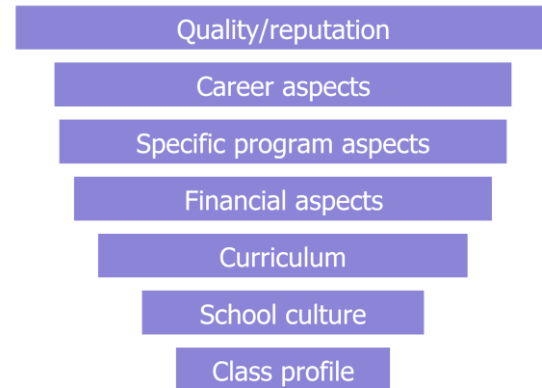 Quality/reputation
Career aspects
Specific program aspects
Financial aspects
Curriculum
School culture
Class profile